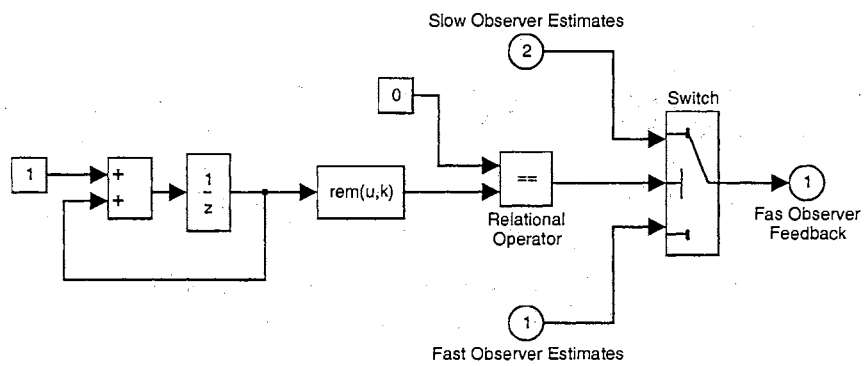 Slow Observer Estimates
2
0
Switch
1
+
+
1
z
rem(u,k)
==
Relational
Operator
1
Fas Observer
Feedback
1
Fast Observer Estimates